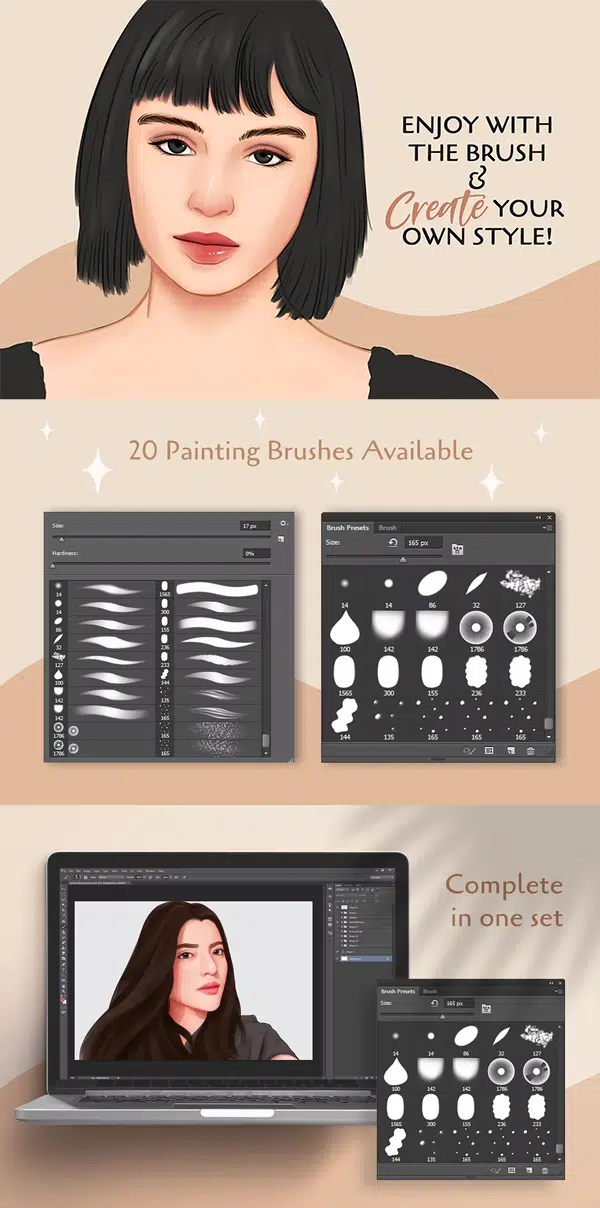 ENJOY WITH
THE BRUSH
&
Create YOUR
OWN STYLE!
20 Painting Brushes Available
Size:
17 px
Hardness:
0%
14
14
86
32
127
100
142
142
1786
1786
1565
300
155
236
233
144
135
165
165
165
Brush Presets Brush
Size:
165 px
14 14 86 32 127
100 142 142 1786 1786
1565 300 155 236 233
144 135 165 165 165
Complete
in one set
Brush Presets Brush
Size:
165 px
14 14 86 32 127
100 142 142 1786 1786
1565 300 155 236 233
144 135 165 165 165